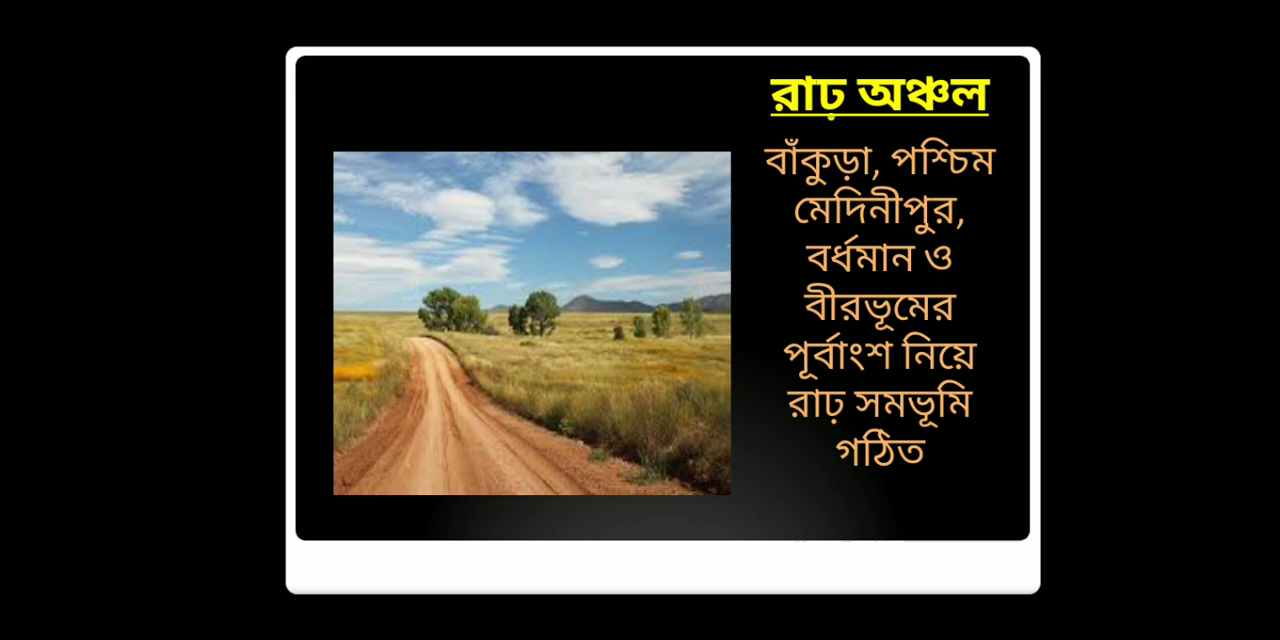 রাঢ় অঞ্চল
বাঁকুড়া, পশ্চিম
মেদিনীপুর,
বর্ধমান ও
বীরভূমের
পূর্বাংশ নিয়ে
রাঢ় সমভূমি
গঠিত